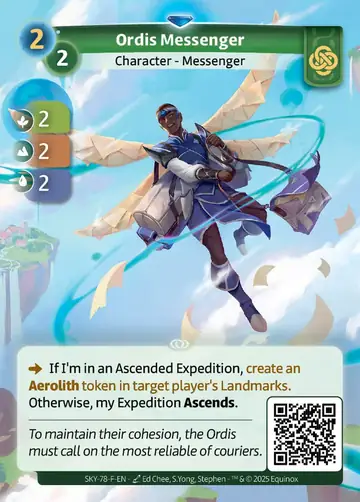 2
Ordis Messenger
2
Character - Messenger
2
2
2
If I'm in an Ascended Expedition, create an
Aerolith token in target player's Landmarks.
Otherwise, my Expedition Ascends.
To maintain their cohesion, the Ordis
must call on the most reliable of couriers.
SKY-78-F-EN - Ed Chee, S.Yong, Stephen - ™ & © 2025 Equinox